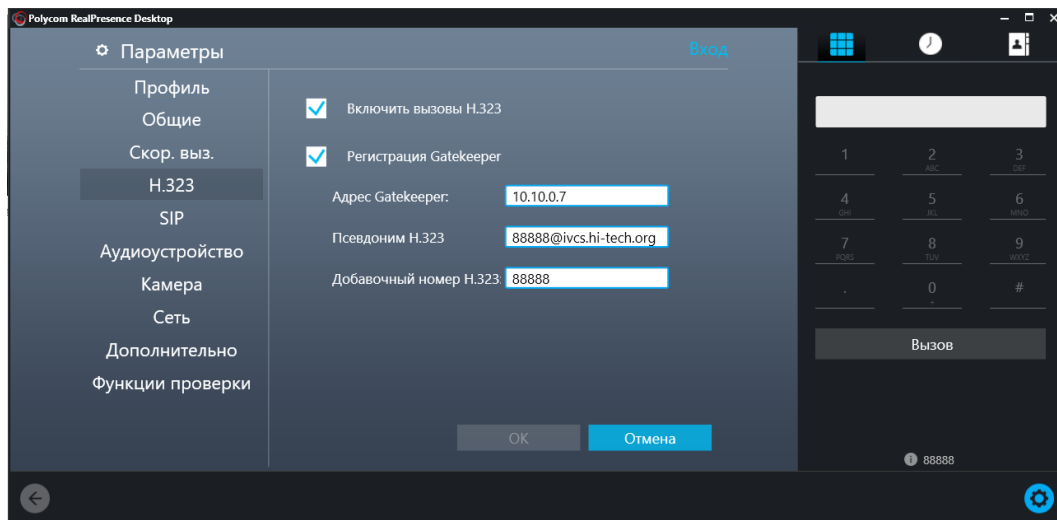 Polycom RealPresence Desktop
Параметры
Вход
Профиль
Общие
Скор. выз.
H.323
SIP
Аудиоустройство
Камера
Сеть
Дополнительно
Функции проверки
Включить вызовы H.323
Регистрация Gatekeeper
Адрес Gatekeeper: 10.10.0.7
Псевдоним H.323 88888@ivcs.hi-tech.org
Добавочный номер H.323: 88888
OK Отмена
1 2 3
ABC DEF
4 5 6
GHI JKL MNO
7 8 9
PQRS TUV WXYZ
. 0 #
Вызов
88888